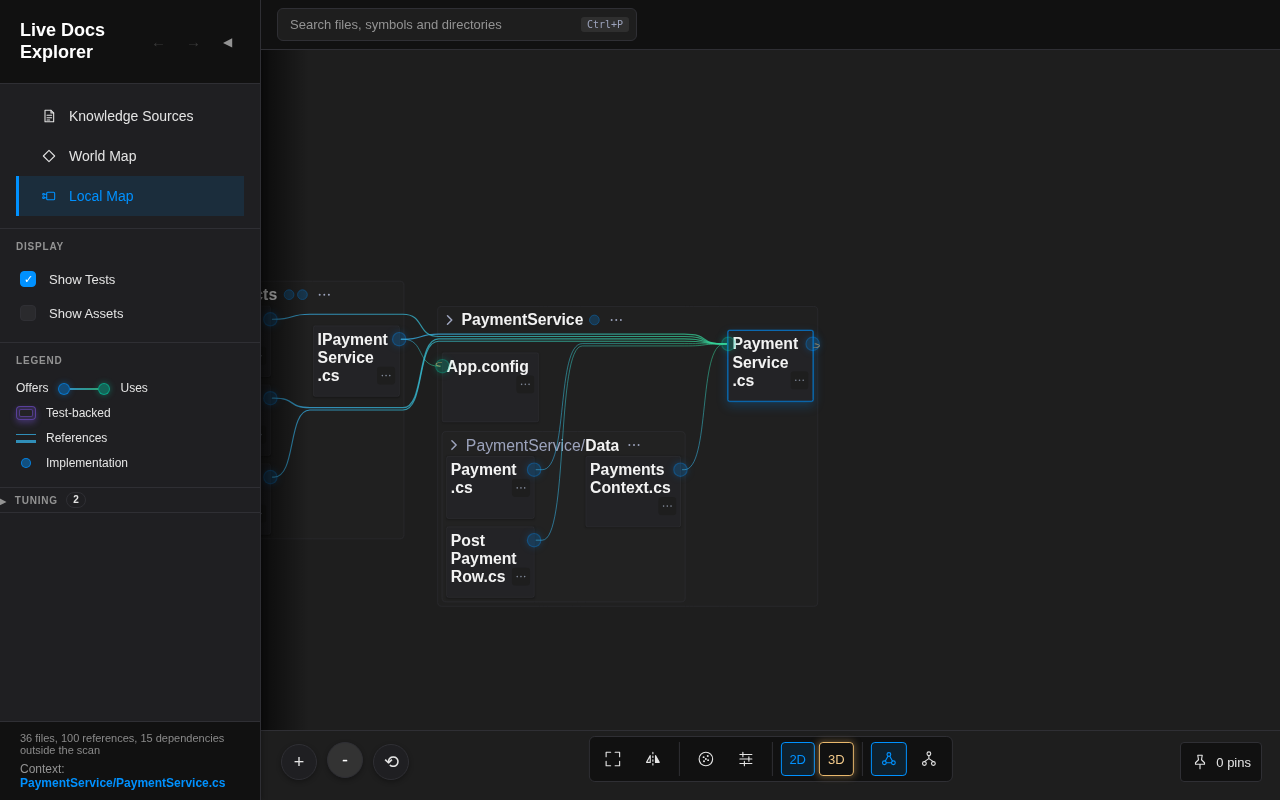 Live Docs
Explorer
Search files, symbols and directories
Ctrl+P
Knowledge Sources
World Map
Local Map
DISPLAY
Show Tests
Show Assets
LEGEND
Offers
Uses
Test-backed
References
Implementation
TUNING
2
IPayment
Service
.cs
PaymentService
App.config
Payment
Service
.cs
PaymentService/Data
Payment
.cs
Payments
Context.cs
Post
Payment
Row.cs
36 files, 100 references, 15 dependencies
outside the scan
Context:
PaymentService/PaymentService.cs
+
-
2D
3D
0 pins